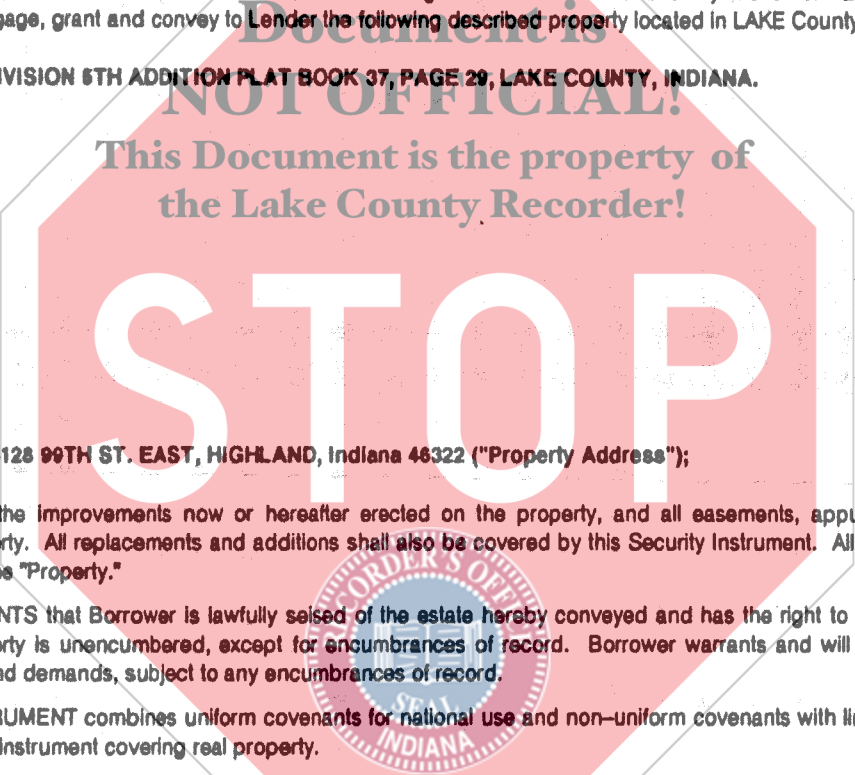 gage, grant and convey to Lender the following described property located in LAKE County
Document is
IVISION 5TH ADDITION PLAT BOOK 37, PAGE 29, LAKE COUNTY, INDIANA.
NOT OFFICIAL!
This Document is the property of
the Lake County Recorder!
STOP
128 99TH ST. EAST, HIGHLAND, Indiana 46322 ("Property Address");
the improvements now or hereafter erected on the property, and all easements, appu
rty. All replacements and additions shall also be covered by this Security Instrument. All
e "Property."
NTS that Borrower is lawfully seised of the estate hereby conveyed and has the right to
rty is unencumbered, except for encumbrances of record. Borrower warrants and will
nd demands, subject to any encumbrances of record.
RUMENT combines uniform covenants for national use and non–uniform covenants with li
instrument covering real property.
RECORDER'S OFFICE
SEAL
INDIANA